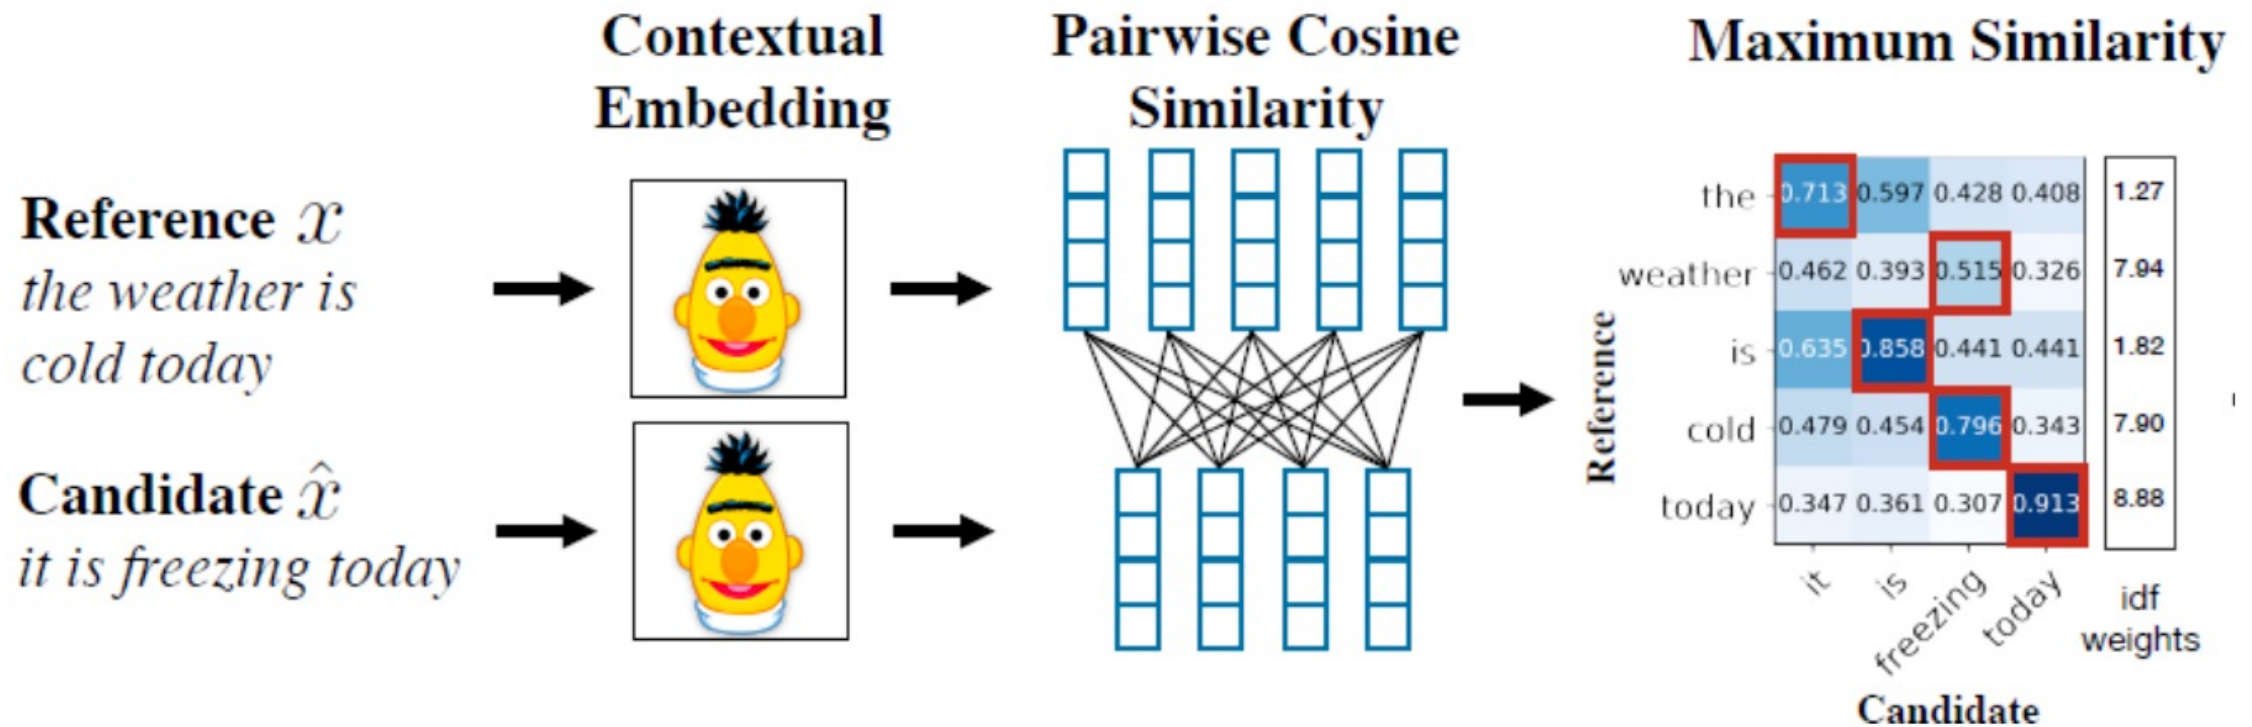 Contextual
Embedding
Pairwise Cosine
Similarity
Maximum Similarity
Reference x
the weather is
cold today
Candidate x̂
it is freezing today
Reference
the 0.713 0.597 0.428 0.408 1.27
weather 0.462 0.393 0.515 0.326 7.94
is 0.635 0.858 0.441 0.441 1.82
cold 0.479 0.454 0.796 0.343 7.90
today 0.347 0.361 0.307 0.913 8.88
it is freezing today
idf
weights
Candidate